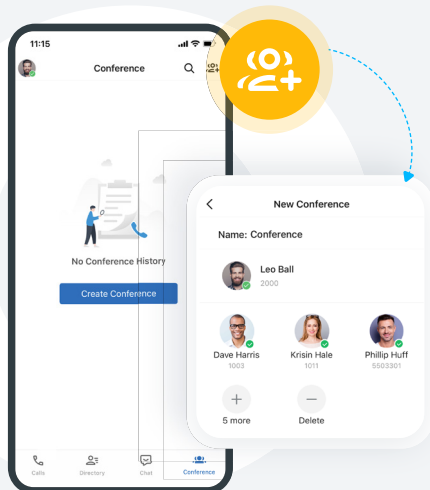 11:15
Conference
No Conference History
Create Conference
Calls
Directory
Chat
Conference
New Conference
Name: Conference
Leo Ball
2000
Dave Harris
1003
Krisin Hale
1011
Phillip Huff
5503301
5 more
Delete